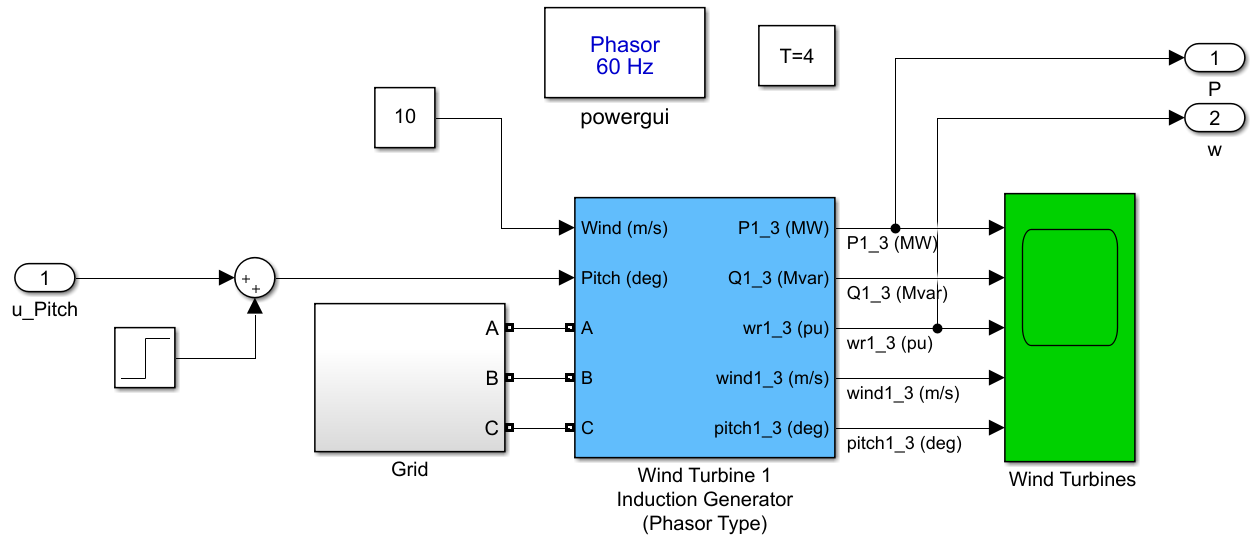 Phasor
60 Hz
powergui
T=4
1
P
2
w
10
Wind (m/s)
Pitch (deg)
A
B
C
P1_3 (MW)
Q1_3 (Mvar)
wr1_3 (pu)
wind1_3 (m/s)
pitch1_3 (deg)
P1_3 (MW)
Q1_3 (Mvar)
wr1_3 (pu)
wind1_3 (m/s)
pitch1_3 (deg)
1
u_Pitch
+
+
A
B
C
Grid
Wind Turbine 1
Induction Generator
(Phasor Type)
Wind Turbines